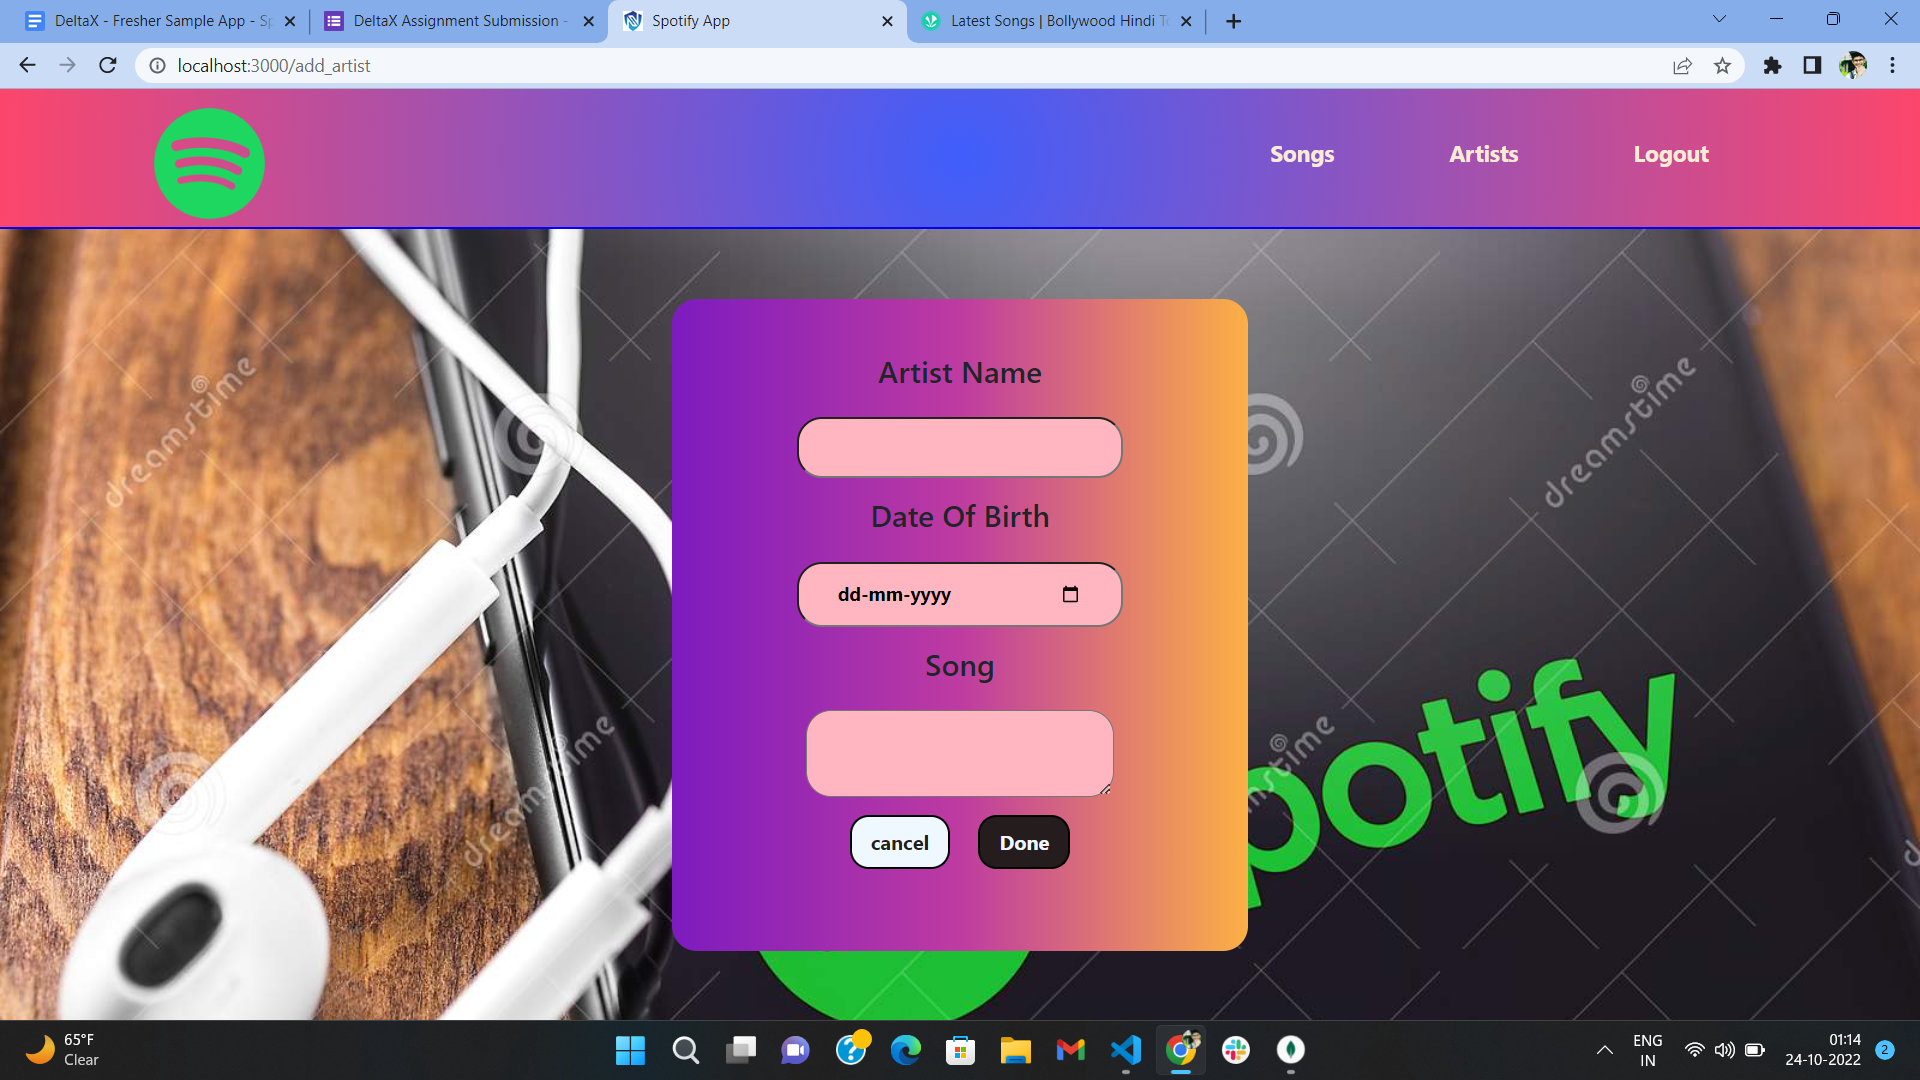 DeltaX - Fresher Sample App - Sp
DeltaX Assignment Submission -
Spotify App
Latest Songs | Bollywood Hindi To
localhost:3000/add_artist
Songs
Artists
Logout
Artist Name
Date Of Birth
dd-mm-yyyy
Song
cancel
Done
potify
dreamstime
dreamstime
dreamstime
dreamstime
65°F
Clear
ENG
IN
01:14
24-10-2022
2